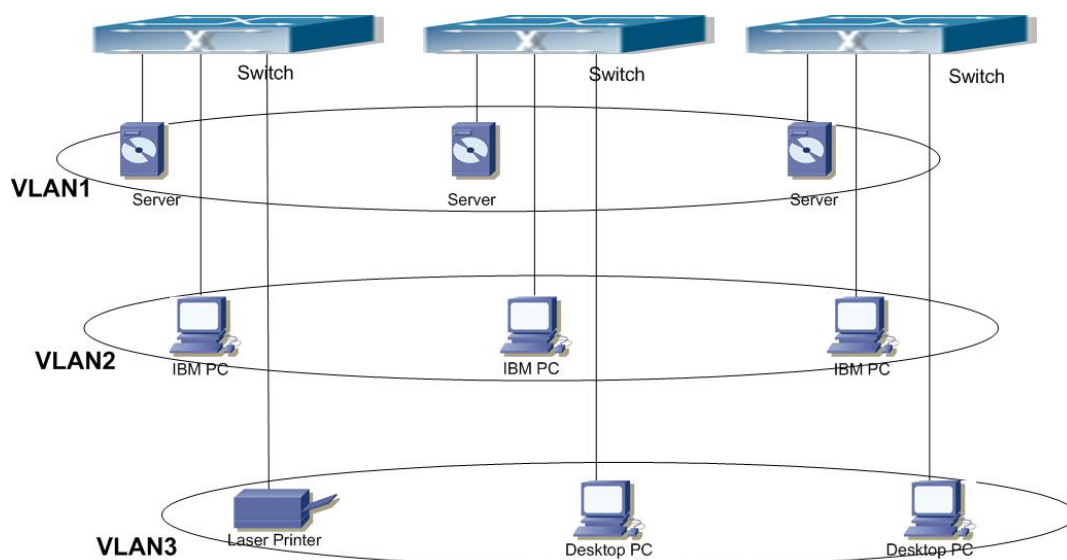 Switch
Switch
Switch
VLAN1
Server
Server
Server
VLAN2
IBM PC
IBM PC
IBM PC
VLAN3
Laser Printer
Desktop PC
Desktop PC